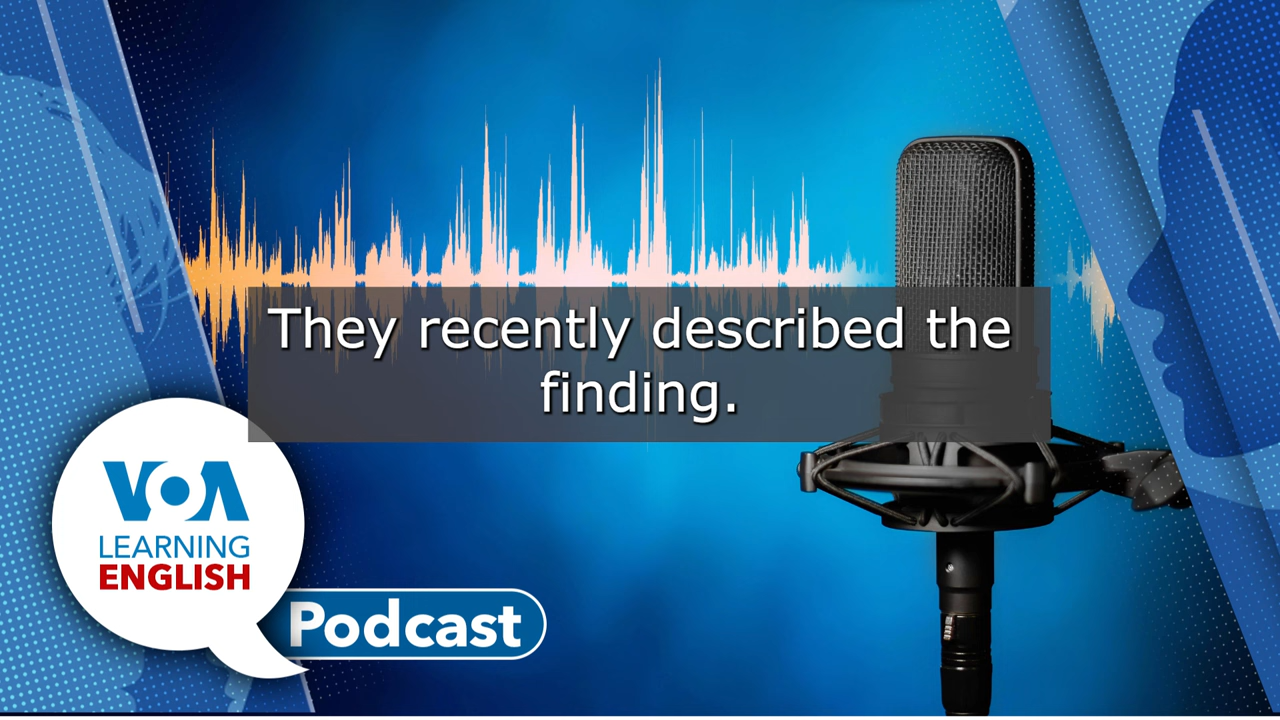 They recently described the
finding.
VOA
LEARNING
ENGLISH
Podcast